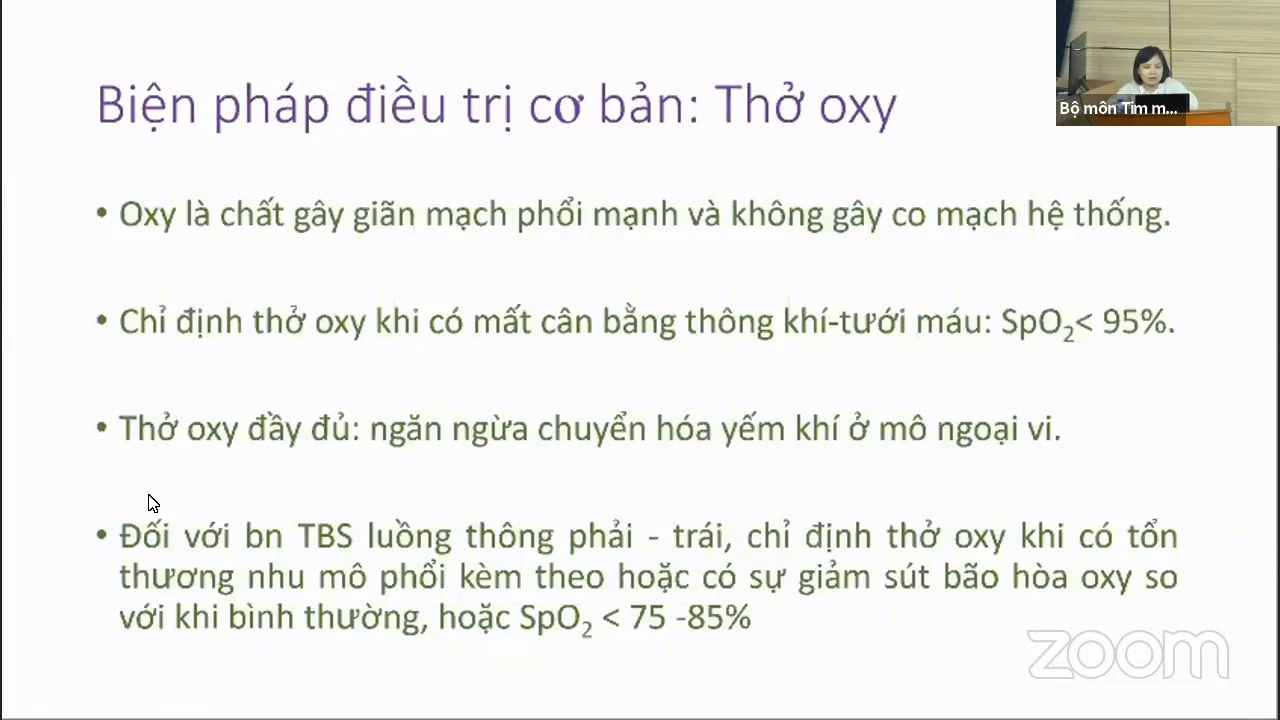 Biện pháp điều trị cơ bản: Thở oxy
Bộ môn Tim m...
• Oxy là chất gây giãn mạch phổi mạnh và không gây co mạch hệ thống.
• Chỉ định thở oxy khi có mất cân bằng thông khí-tưới máu: SpO₂< 95%.
• Thở oxy đầy đủ: ngăn ngừa chuyển hóa yếm khí ở mô ngoại vi.
• Đối với bn TBS luồng thông phải - trái, chỉ định thở oxy khi có tổn
thương nhu mô phổi kèm theo hoặc có sự giảm sút bão hòa oxy so
với khi bình thường, hoặc SpO₂ < 75 -85%
zoom